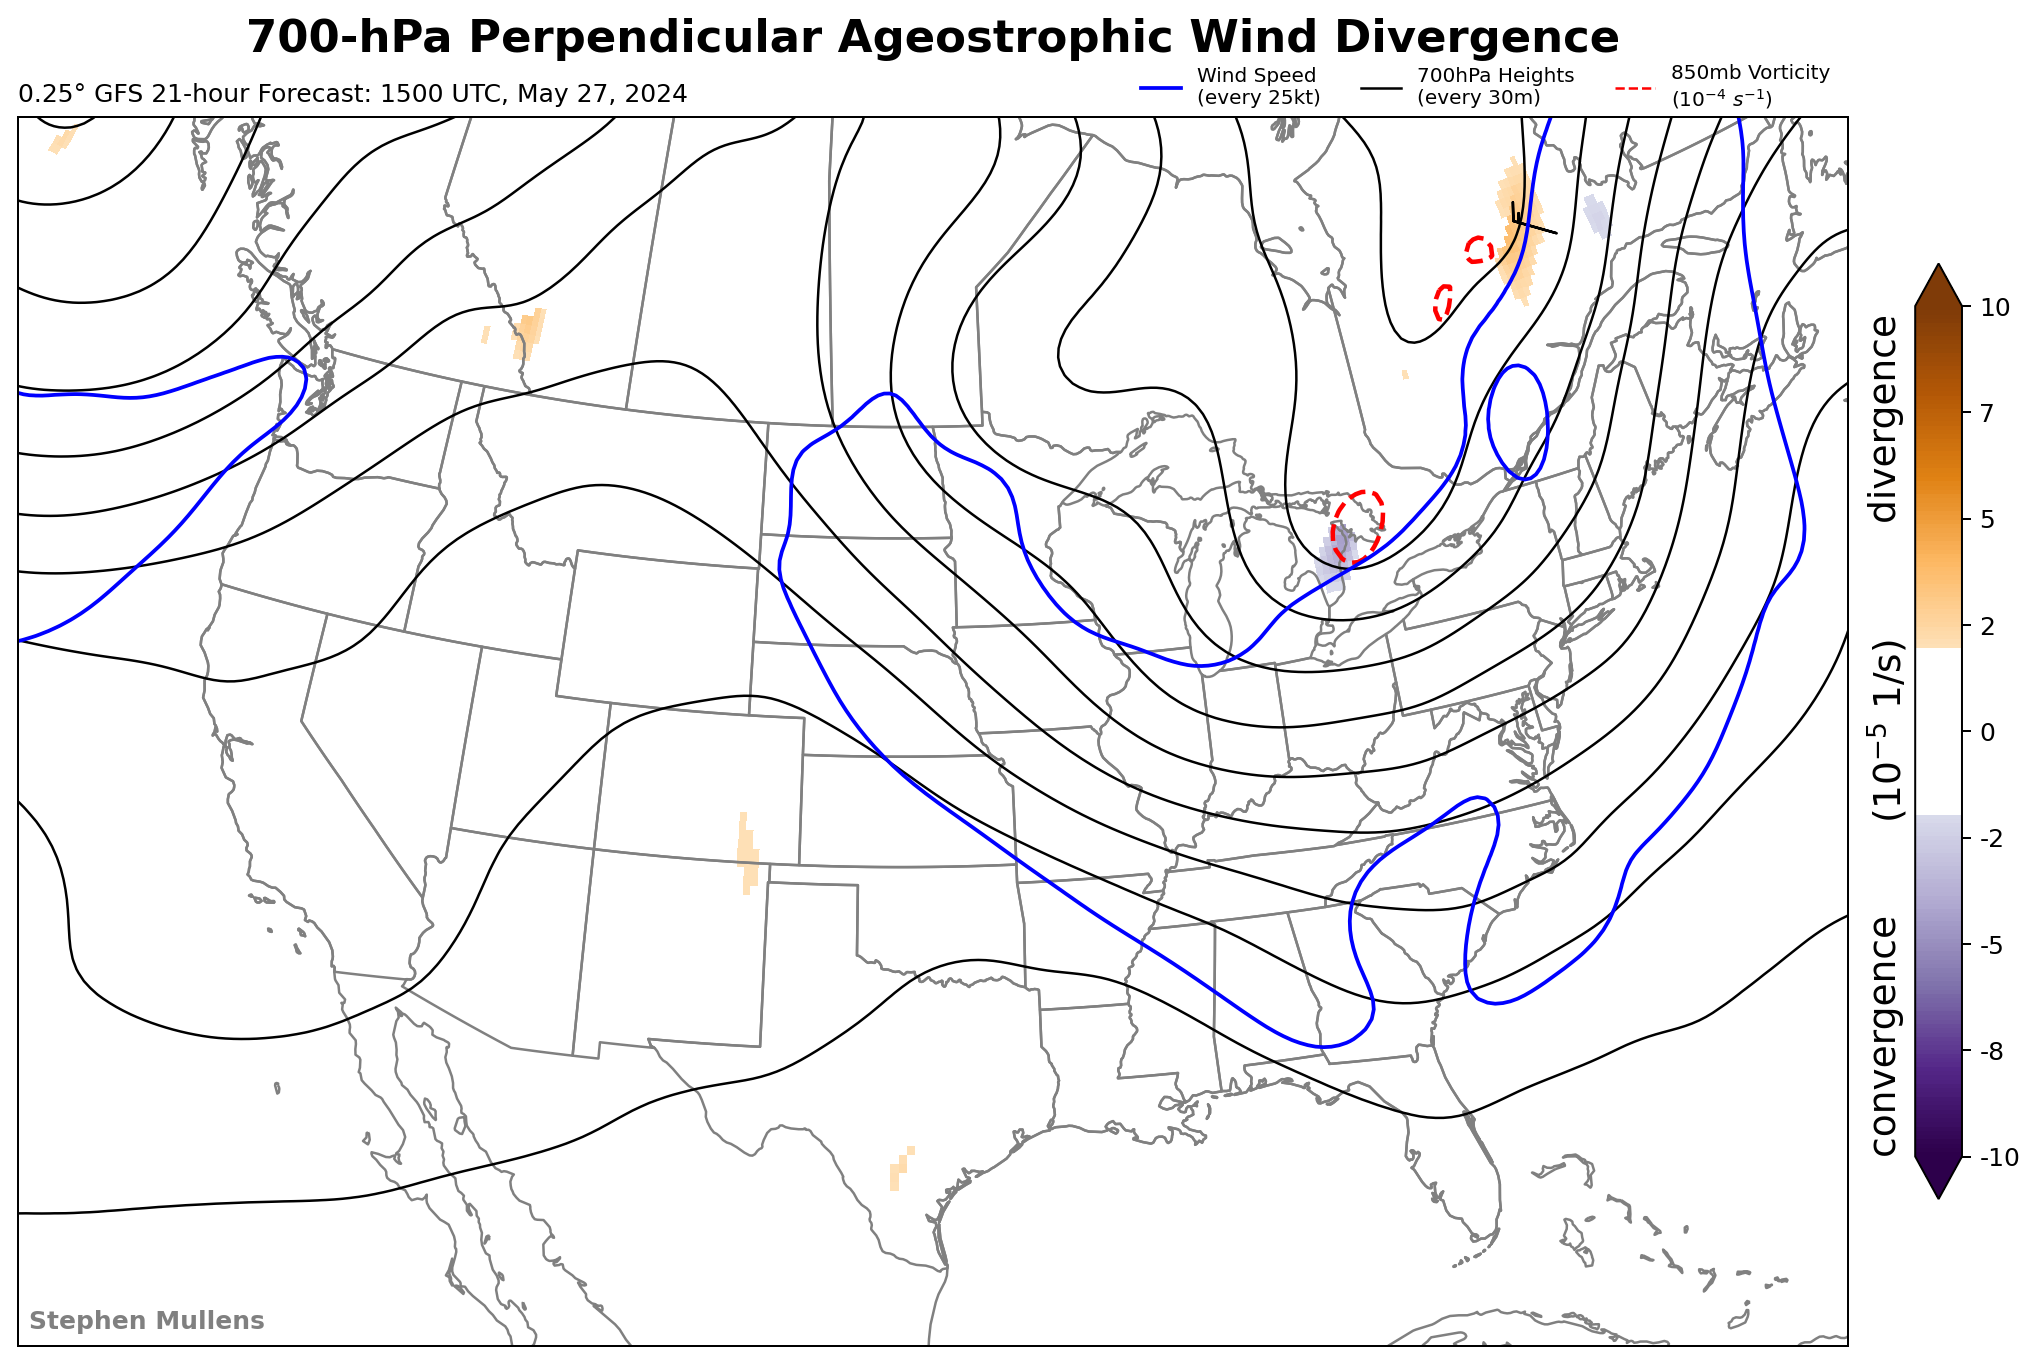 700-hPa Perpendicular Ageostrophic Wind Divergence
0.25° GFS 21-hour Forecast: 1500 UTC, May 27, 2024
Wind Speed
(every 25kt)
700hPa Heights
(every 30m)
850mb Vorticity
(10⁻⁴ s⁻¹)
10
7
5
2
0
-2
-5
-8
-10
convergence (10⁻⁵ 1/s) divergence
Stephen Mullens